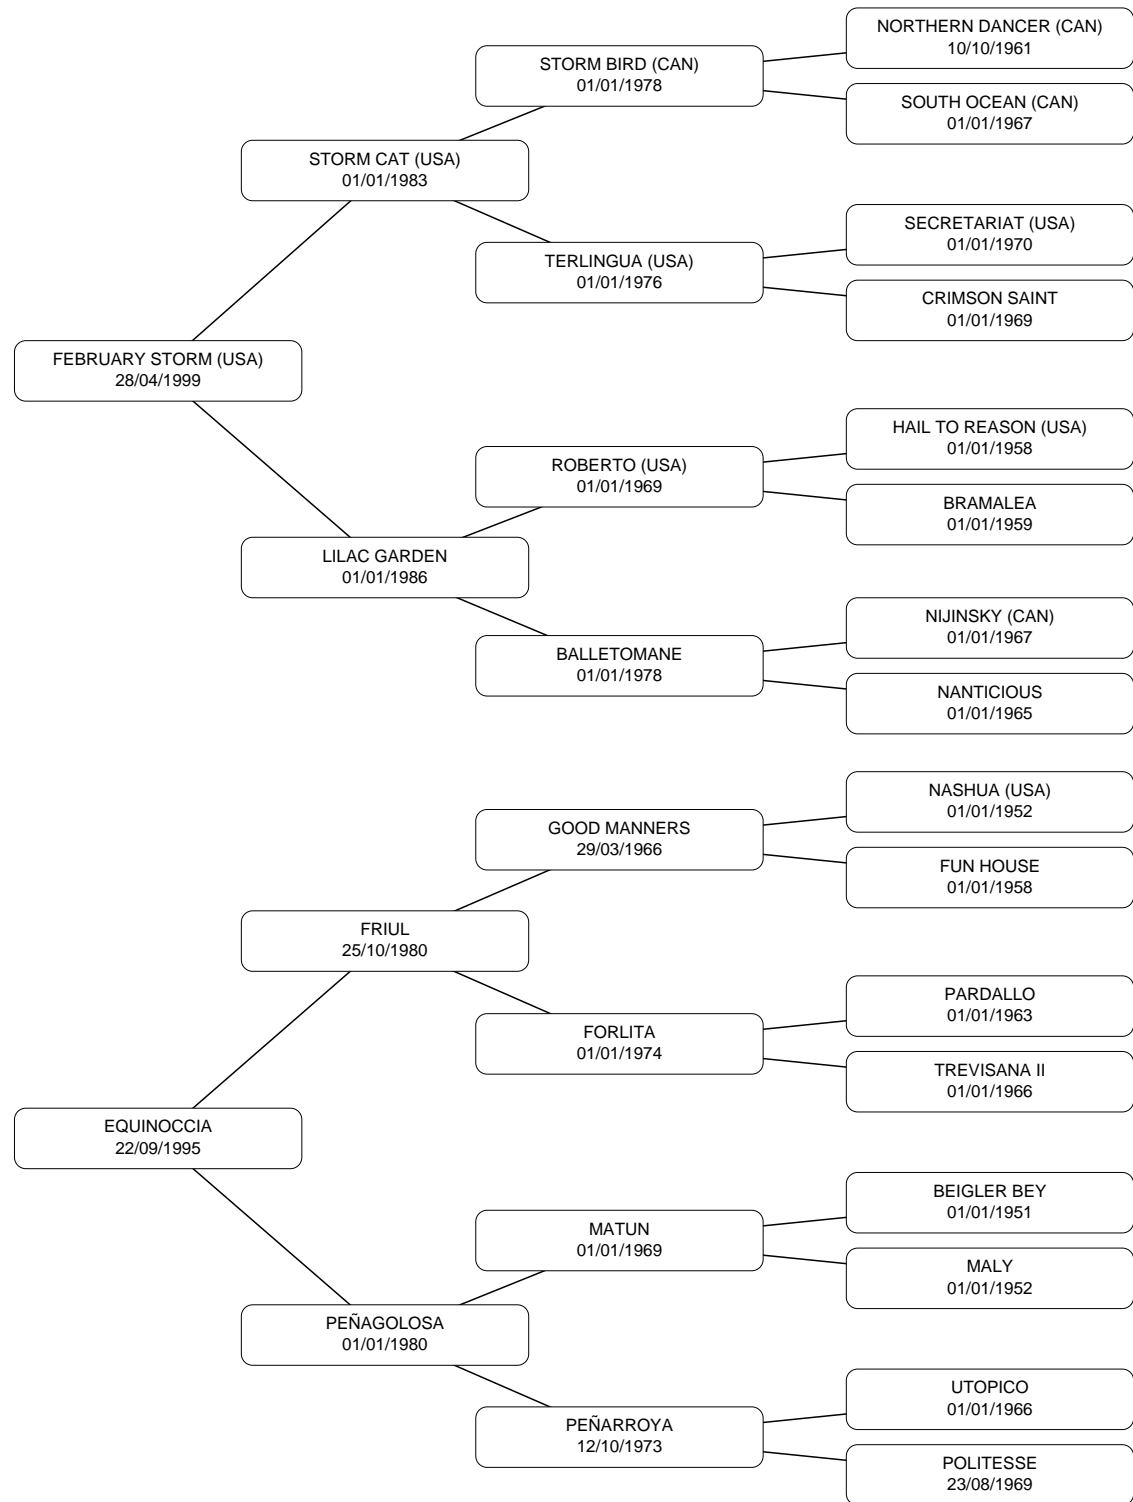 NORTHERN DANCER (CAN)
10/10/1961
STORM BIRD (CAN)
01/01/1978
SOUTH OCEAN (CAN)
01/01/1967
STORM CAT (USA)
01/01/1983
SECRETARIAT (USA)
01/01/1970
TERLINGUA (USA)
01/01/1976
CRIMSON SAINT
01/01/1969
FEBRUARY STORM (USA)
28/04/1999
HAIL TO REASON (USA)
01/01/1958
ROBERTO (USA)
01/01/1969
BRAMALEA
01/01/1959
LILAC GARDEN
01/01/1986
NIJINSKY (CAN)
01/01/1967
BALLETOMANE
01/01/1978
NANTICIOUS
01/01/1965
NASHUA (USA)
01/01/1952
GOOD MANNERS
29/03/1966
FUN HOUSE
01/01/1958
FRIUL
25/10/1980
PARDALLO
01/01/1963
FORLITA
01/01/1974
TREVISANA II
01/01/1966
EQUINOCCIA
22/09/1995
BEIGLER BEY
01/01/1951
MATUN
01/01/1969
MALY
01/01/1952
PEÑAGOLOSA
01/01/1980
UTOPICO
01/01/1966
PEÑARROYA
12/10/1973
POLITESSE
23/08/1969